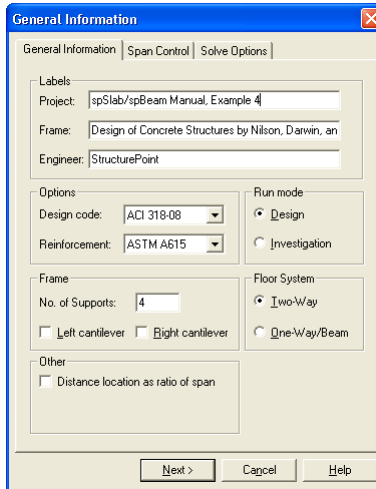 General Information
General Information Span Control Solve Options
Labels
Project: spSlab/spBeam Manual, Example 4
Frame: Design of Concrete Structures by Nilson, Darwin, an
Engineer: StructurePoint
Options
Design code: ACI 318-08
Reinforcement: ASTM A615
Run mode
Design
Investigation
Frame
No. of Supports: 4
Left cantilever Right cantilever
Floor System
Two-Way
One-Way/Beam
Other
Distance location as ratio of span
Next > Cancel Help